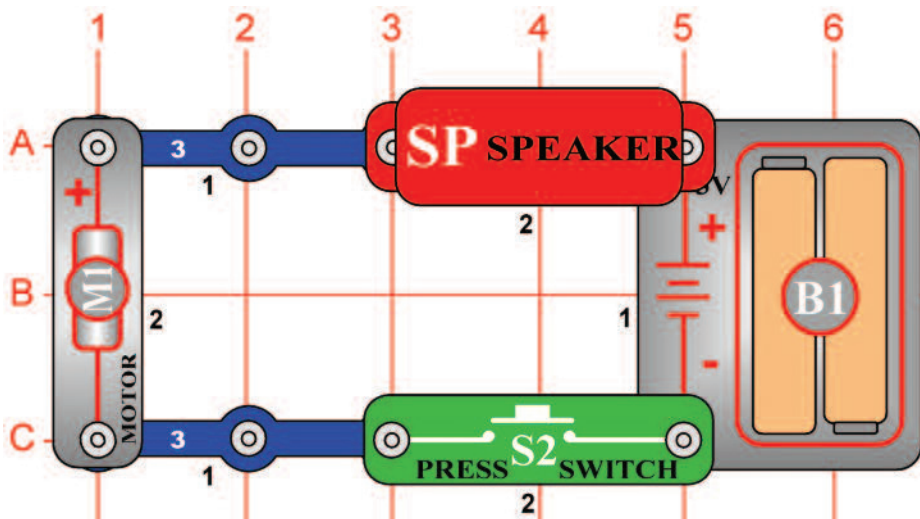 1 2 3 4 5 6
A
3
SP SPEAKER
1
3V
+
2
+
B
M1
2
1
B1
-
MOTOR
C
3
S2
PRESS SWITCH
1
2